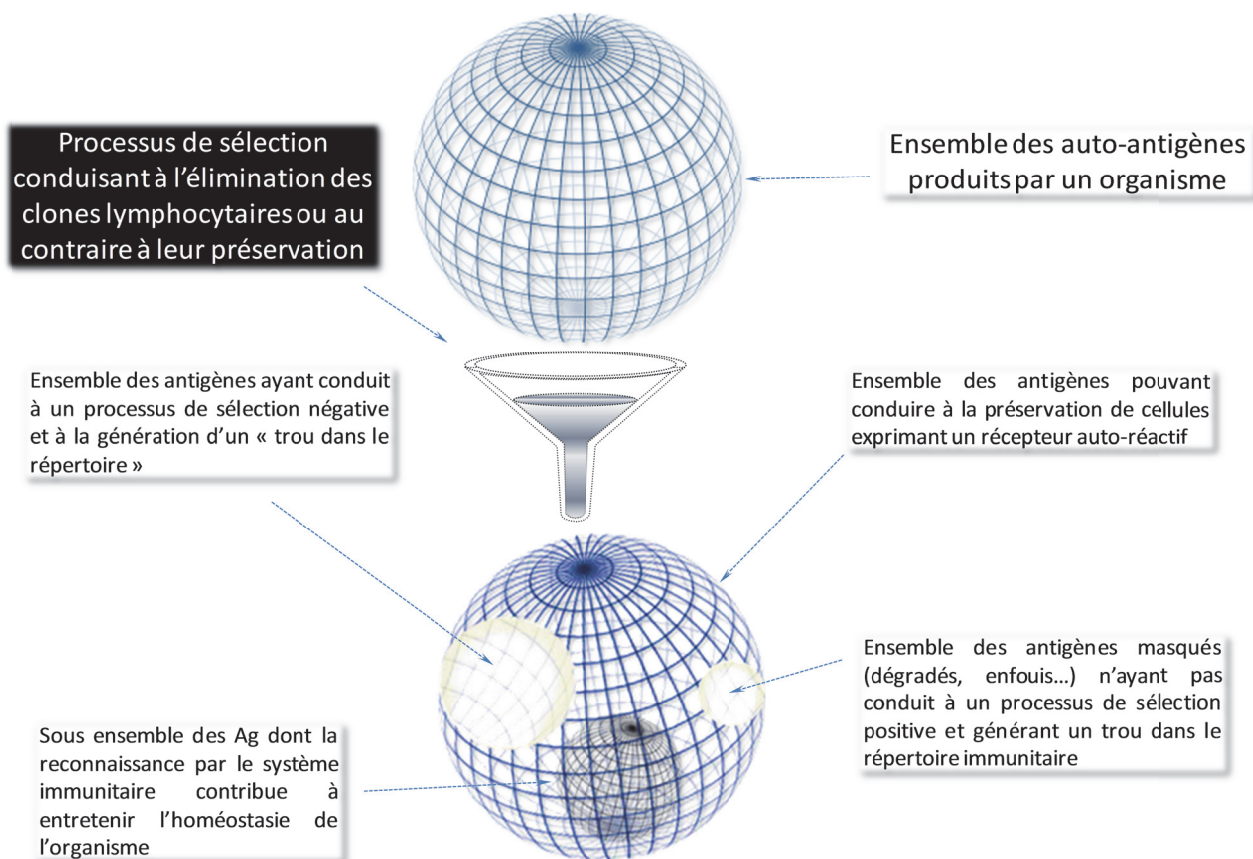 Processus de sélection
conduisant à l'élimination des
clones lymphocytaires ou au
contraire à leur préservation
Ensemble des auto-antigènes
produits par un organisme
Ensemble des antigènes ayant conduit
à un processus de sélection négative
et à la génération d'un « trou dans le
répertoire »
Ensemble des antigènes pouvant
conduire à la préservation de cellules
exprimant un récepteur auto-réactif
Ensemble des antigènes masqués
(dégradés, enfouis...) n'ayant pas
conduit à un processus de sélection
positive et générant un trou dans le
répertoire immunitaire
Sous ensemble des Ag dont la
reconnaissance par le système
immunitaire contribue à
entretenir l'homéostasie de
l'organisme